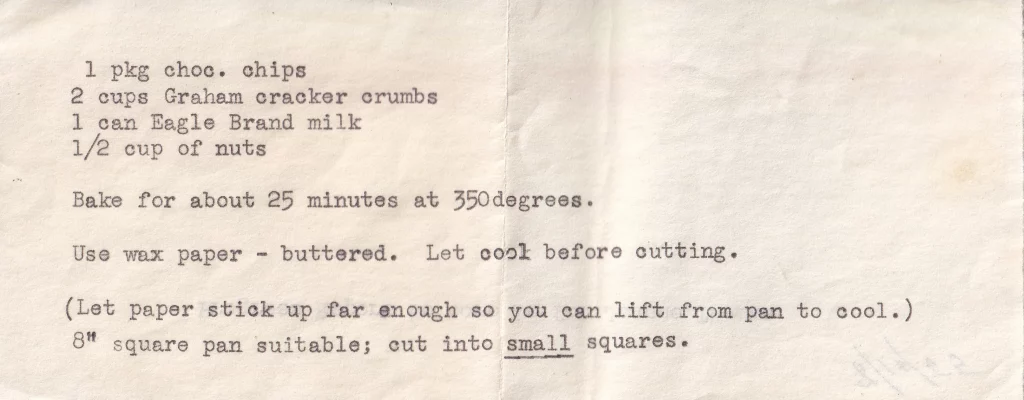 1 pkg choc. chips
2 cups Graham cracker crumbs
1 can Eagle Brand milk
1/2 cup of nuts
Bake for about 25 minutes at 350degrees.
Use wax paper - buttered.  Let cool before cutting.
(Let paper stick up far enough so you can lift from pan to cool.)
8" square pan suitable; cut into small squares.